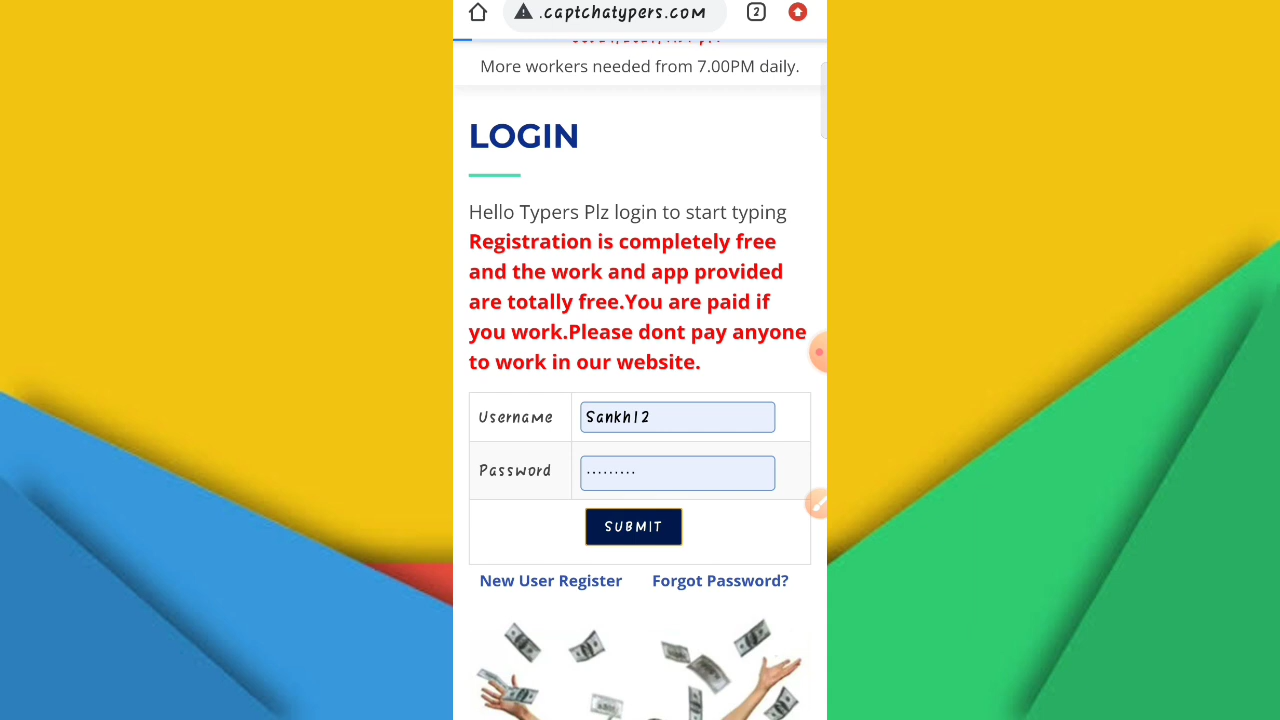 .captchatypers.com 2
More workers needed from 7.00PM daily.
LOGIN
Hello Typers Plz login to start typing
Registration is completely free
and the work and app provided
are totally free.You are paid if
you work.Please dont pay anyone
to work in our website.
Username Sankh12
Password ·········
SUBMIT
New User Register Forgot Password?